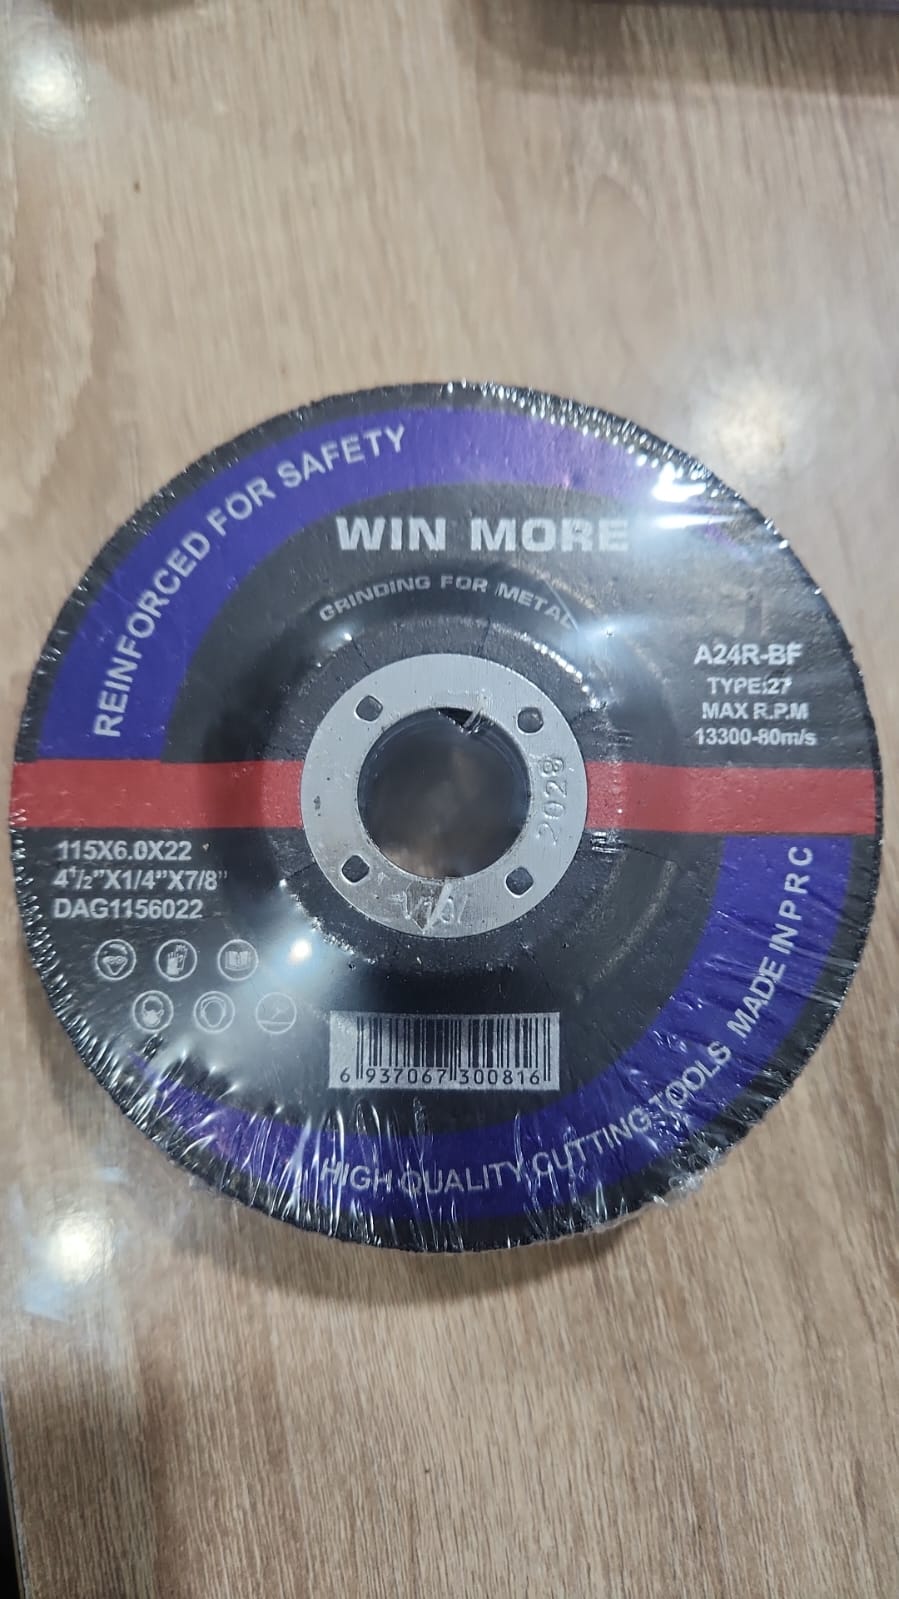 REINFORCED FOR SAFETY
WIN MORE
GRINDING FOR METAL
A24R-BF
TYPE:27
MAX R.P.M
13300-80m/s
2028
115X6.0X22
4½"X1/4"X7/8"
DAG1156022
6 937067 300816
HIGH QUALITY CUTTING TOOLS MADE IN P R C